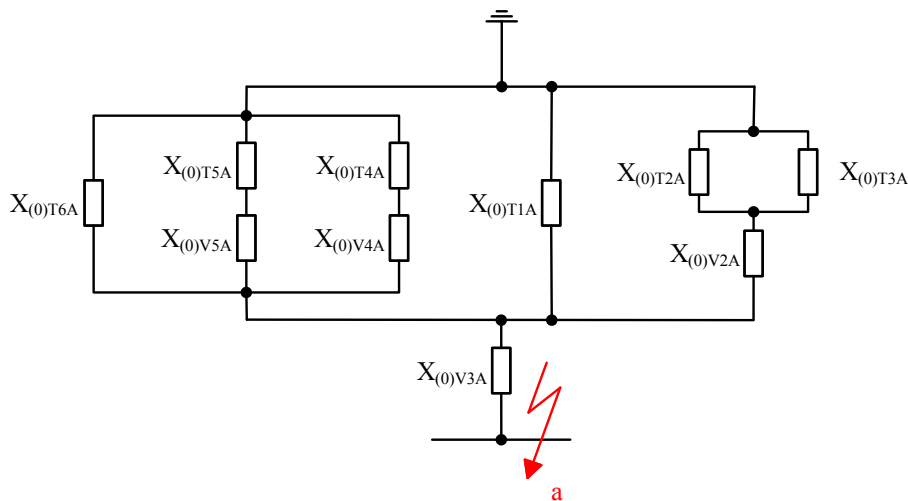 X(0)T5A
X(0)T4A
X(0)T2A
X(0)T3A
X(0)T6A
X(0)T1A
X(0)V5A
X(0)V4A
X(0)V2A
X(0)V3A
a